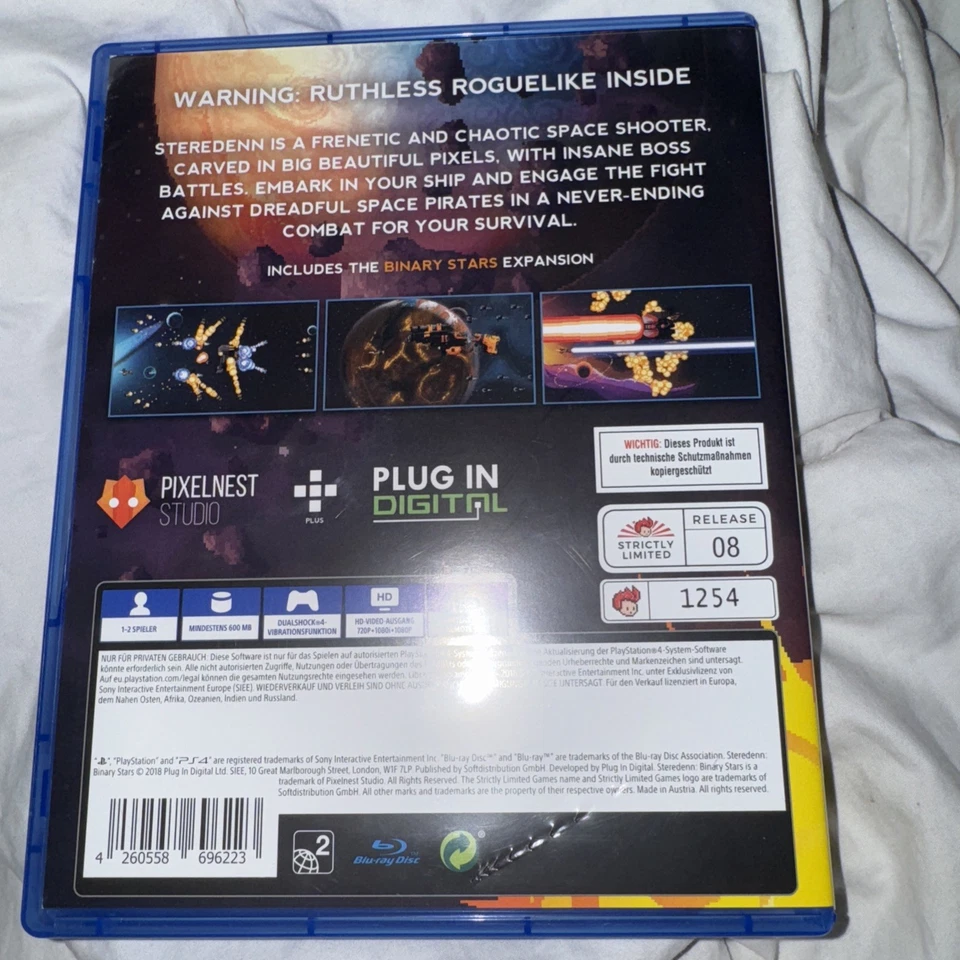 WARNING: RUTHLESS ROGUELIKE INSIDE
STEREDENN IS A FRENETIC AND CHAOTIC SPACE SHOOTER,
CARVED IN BIG BEAUTIFUL PIXELS, WITH INSANE BOSS
BATTLES. EMBARK IN YOUR SHIP AND ENGAGE THE FIGHT
AGAINST DREADFUL SPACE PIRATES IN A NEVER-ENDING
COMBAT FOR YOUR SURVIVAL.
INCLUDES THE BINARY STARS EXPANSION
WICHTIG: Dieses Produkt ist
durch technische Schutzmaßnahmen
kopiergeschützt
PIXELNEST
STUDIO
PLUS
PLUG IN
DIGITAL
STRICTLY
LIMITED
RELEASE
08
1254
1-2 SPIELER
MINDESTENS 600 MB
DUALSHOCK®4-
VIBRATIONSFUNKTION
HD
HD-VIDEO-AUSGANG
720P•1080i•1080P
NUR FÜR PRIVATEN GEBRAUCH: Diese Software ist nur für das Spielen auf autorisierten Aktualisierung der PlayStation®4-System-Software
könnte erforderlich sein. Alle nicht autorisierten Zugriffe, Nutzungen oder Übertragungen des den Urheberrechte und Markenzeichen sind untersagt.
Auf eu.playstation.com/legal können die gesamten Nutzungsrechte eingesehen werden. Entertainment Inc. unter Exklusivlizenz von
Sony Interactive Entertainment Europe (SIEE). WIEDERVERKAUF UND VERLEIH SIND OHNE UNTERSAGT. Für den Verkauf lizenziert in Europa,
dem Nahen Osten, Afrika, Ozeanien, Indien und Russland.
"PlayStation" and "PS4" are registered trademarks of Sony Interactive Entertainment Inc. "Blu-ray Disc™" and "Blu-ray™" are trademarks of the Blu-ray Disc Association. Steredenn:
Binary Stars © 2018 Plug In Digital Ltd. SIEE, 10 Great Marlborough Street, London, W1F 7LP. Published by Softdistribution GmbH. Developed by Plug In Digital. Steredenn: Binary Stars is a
trademark of Pixelnest Studio. All Rights Reserved. The Strictly Limited Games name and Strictly Limited Games logo are trademarks of
Softdistribution GmbH. All other marks and trademarks are the property of their respective owners. Made in Austria. All rights reserved.
4 260558 696223
2
Blu-ray Disc